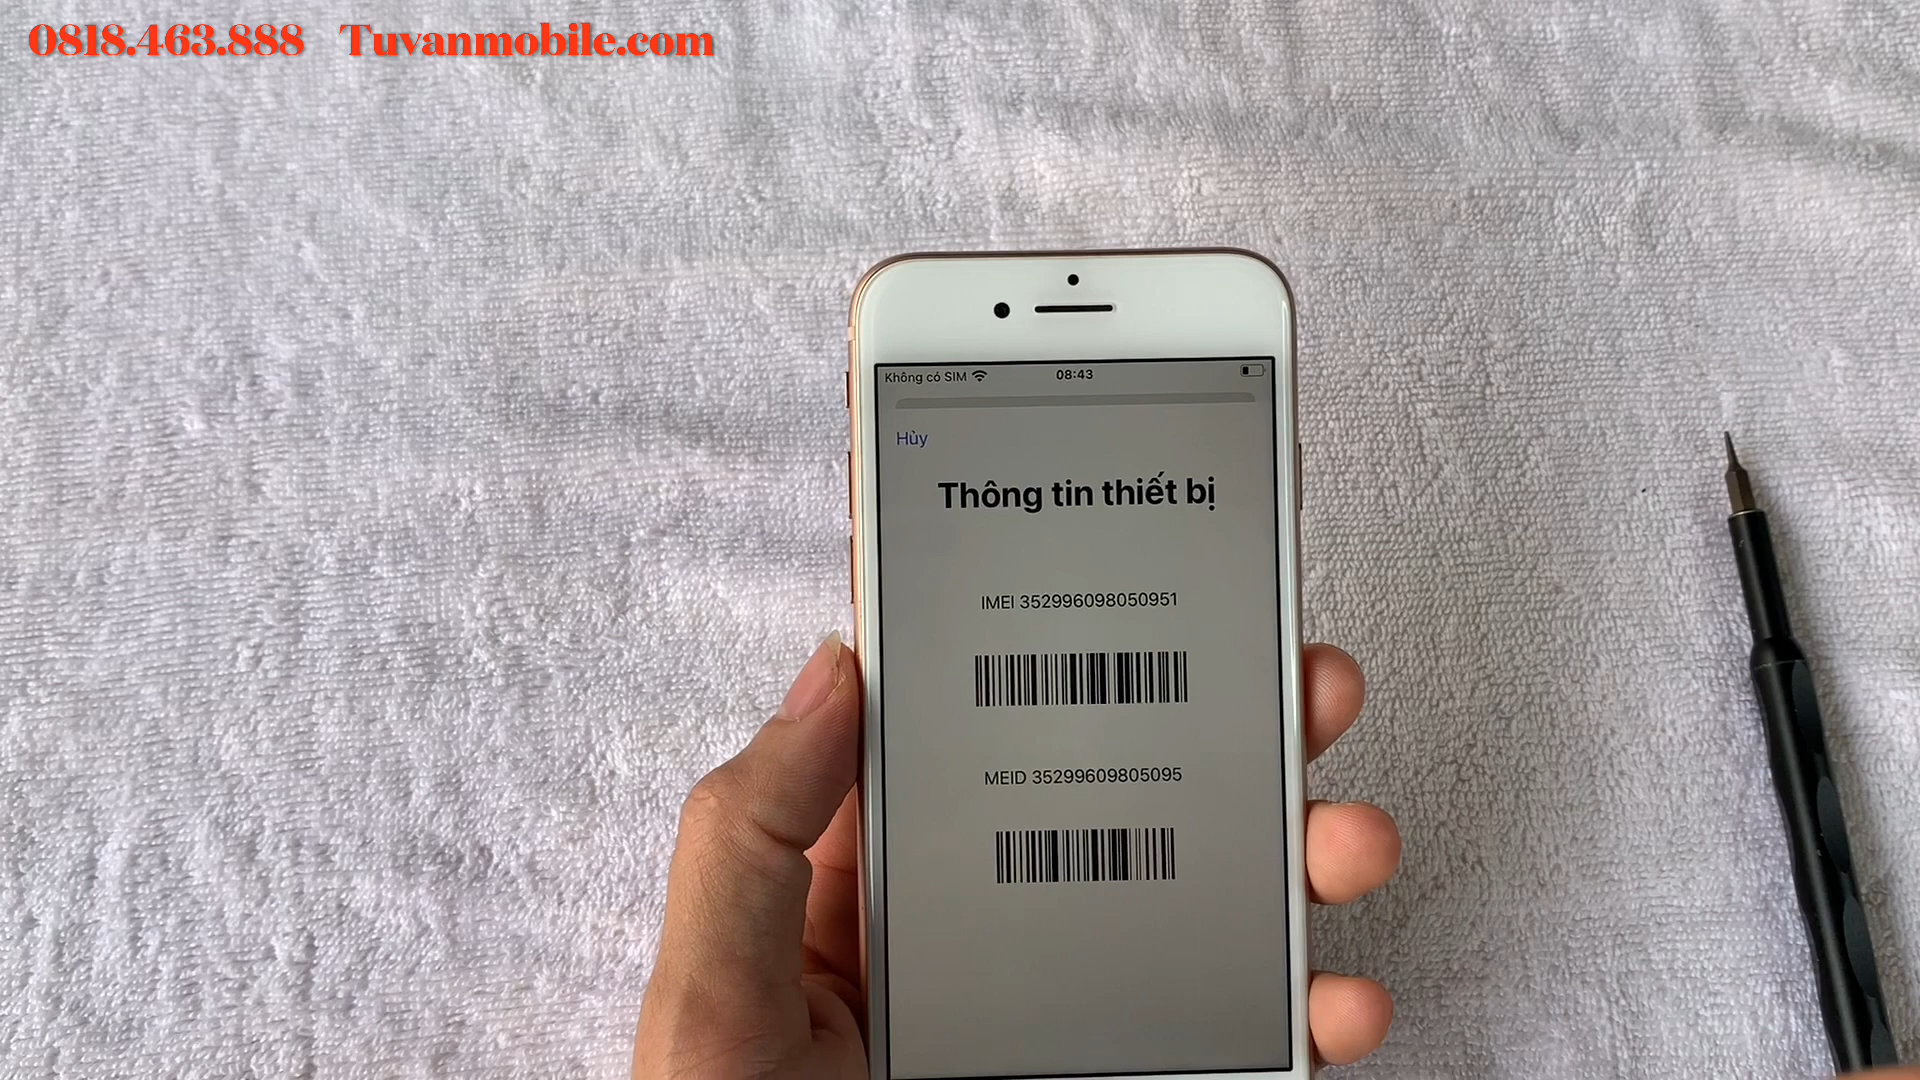 0818.463.888 Tuvanmobile.com
Không có SIM 08:43
Hủy
Thông tin thiết bị
IMEI 352996098050951
MEID 35299609805095